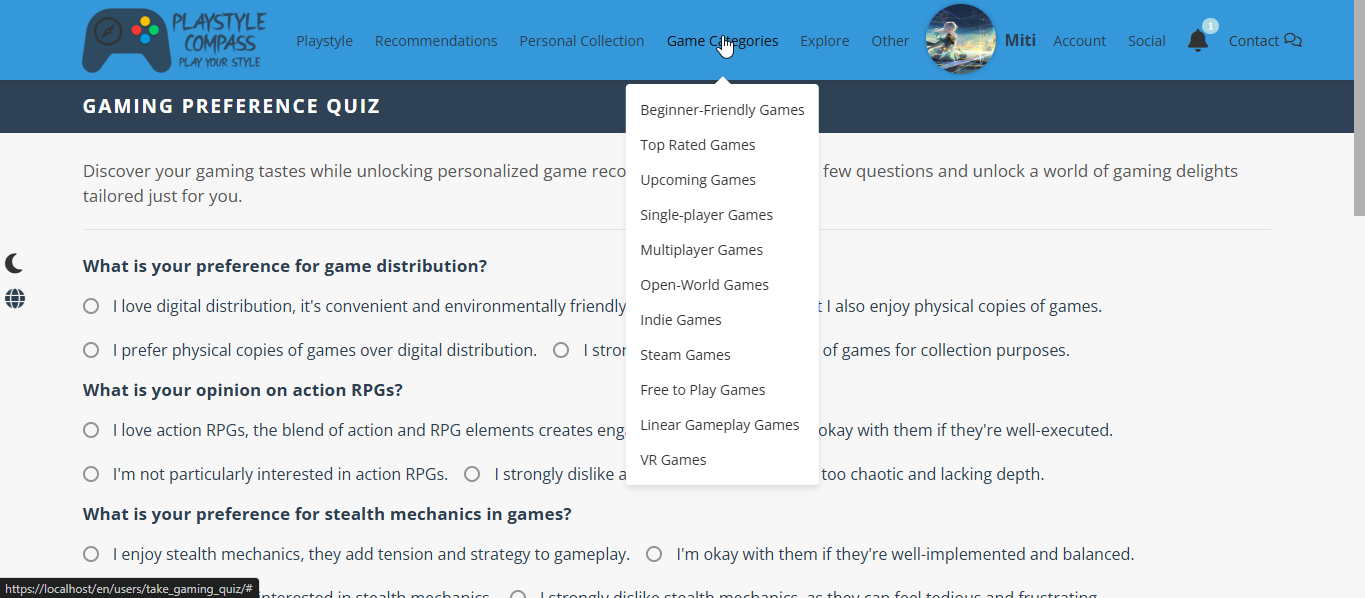 PLAYSTYLE
COMPASS
PLAY YOUR STYLE
Playstyle Recommendations Personal Collection Game Categories Explore Other Miti Account Social 1 Contact
GAMING PREFERENCE QUIZ
Beginner-Friendly Games
Top Rated Games
Upcoming Games
Single-player Games
Multiplayer Games
Open-World Games
Indie Games
Steam Games
Free to Play Games
Linear Gameplay Games
VR Games
Discover your gaming tastes while unlocking personalized game reco few questions and unlock a world of gaming delights
tailored just for you.
What is your preference for game distribution?
I love digital distribution, it's convenient and environmentally friendly I also enjoy physical copies of games.
I prefer physical copies of games over digital distribution. I stron of games for collection purposes.
What is your opinion on action RPGs?
I love action RPGs, the blend of action and RPG elements creates eng okay with them if they're well-executed.
I'm not particularly interested in action RPGs. I strongly dislike a too chaotic and lacking depth.
What is your preference for stealth mechanics in games?
I enjoy stealth mechanics, they add tension and strategy to gameplay. I'm okay with them if they're well-implemented and balanced.
interested in stealth mechanics. I strongly dislike stealth mechanics, as they can feel tedious and frustrating.
https://localhost/en/users/take_gaming_quiz/#